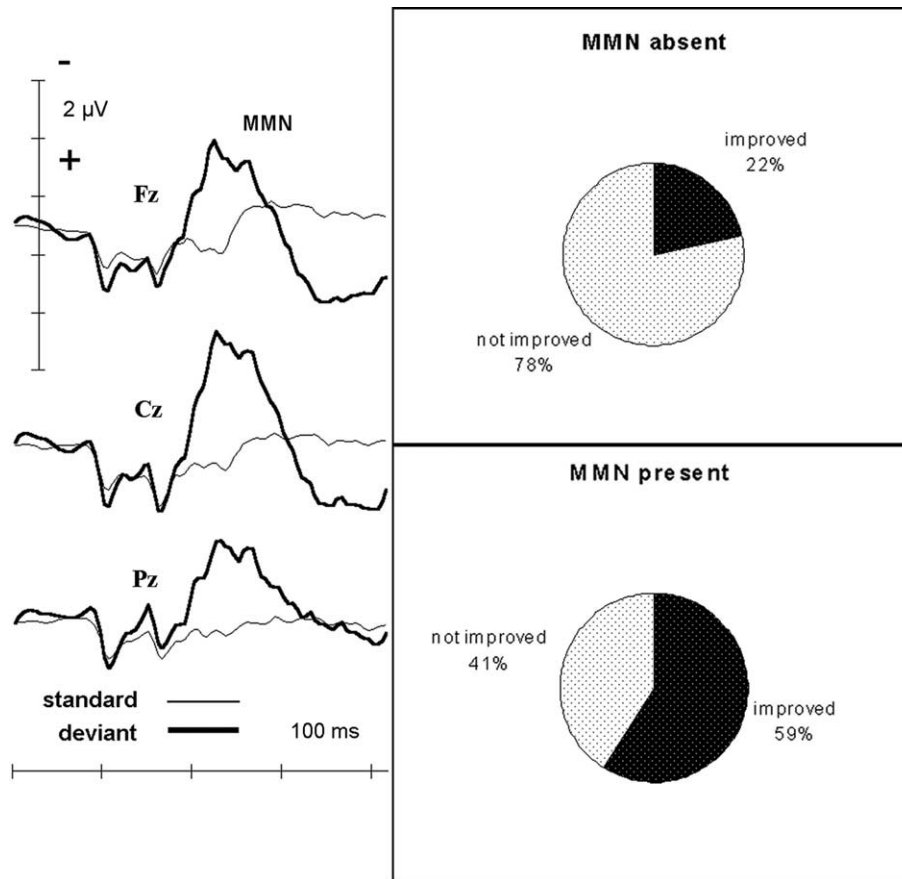 -
2 µV
+
MMN
Fz
Cz
Pz
standard
deviant
100 ms
MMN absent
improved
22%
not improved
78%
MMN present
not improved
41%
improved
59%